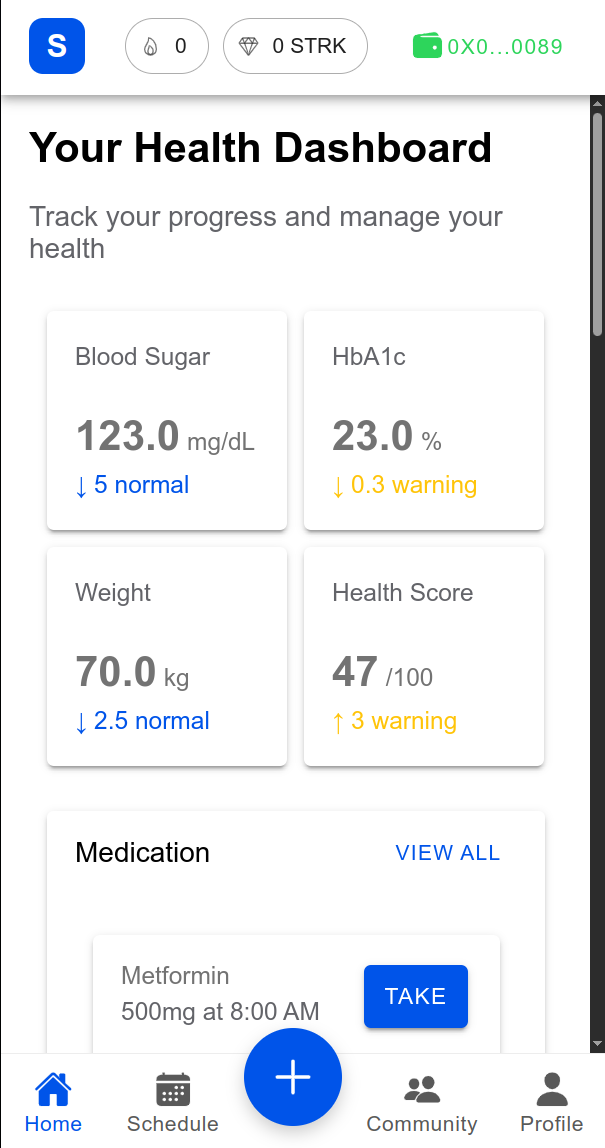 S
0
0 STRK
0X0...0089
Your Health Dashboard
Track your progress and manage your
health
Blood Sugar
123.0 mg/dL
↓ 5 normal
HbA1c
23.0 %
↓ 0.3 warning
Weight
70.0 kg
↓ 2.5 normal
Health Score
47 /100
↑ 3 warning
Medication
VIEW ALL
Metformin
500mg at 8:00 AM
TAKE
Home
Schedule
Community
Profile